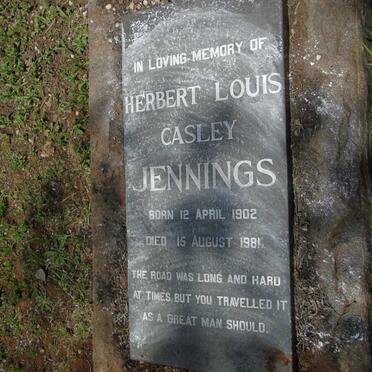 IN LOVING MEMORY OF
HERBERT LOUIS
CASLEY
JENNINGS
BORN 12 APRIL 1902
DIED 15 AUGUST 1981.
THE ROAD WAS LONG AND HARD
AT TIMES, BUT YOU TRAVELLED IT
AS A GREAT MAN SHOULD.